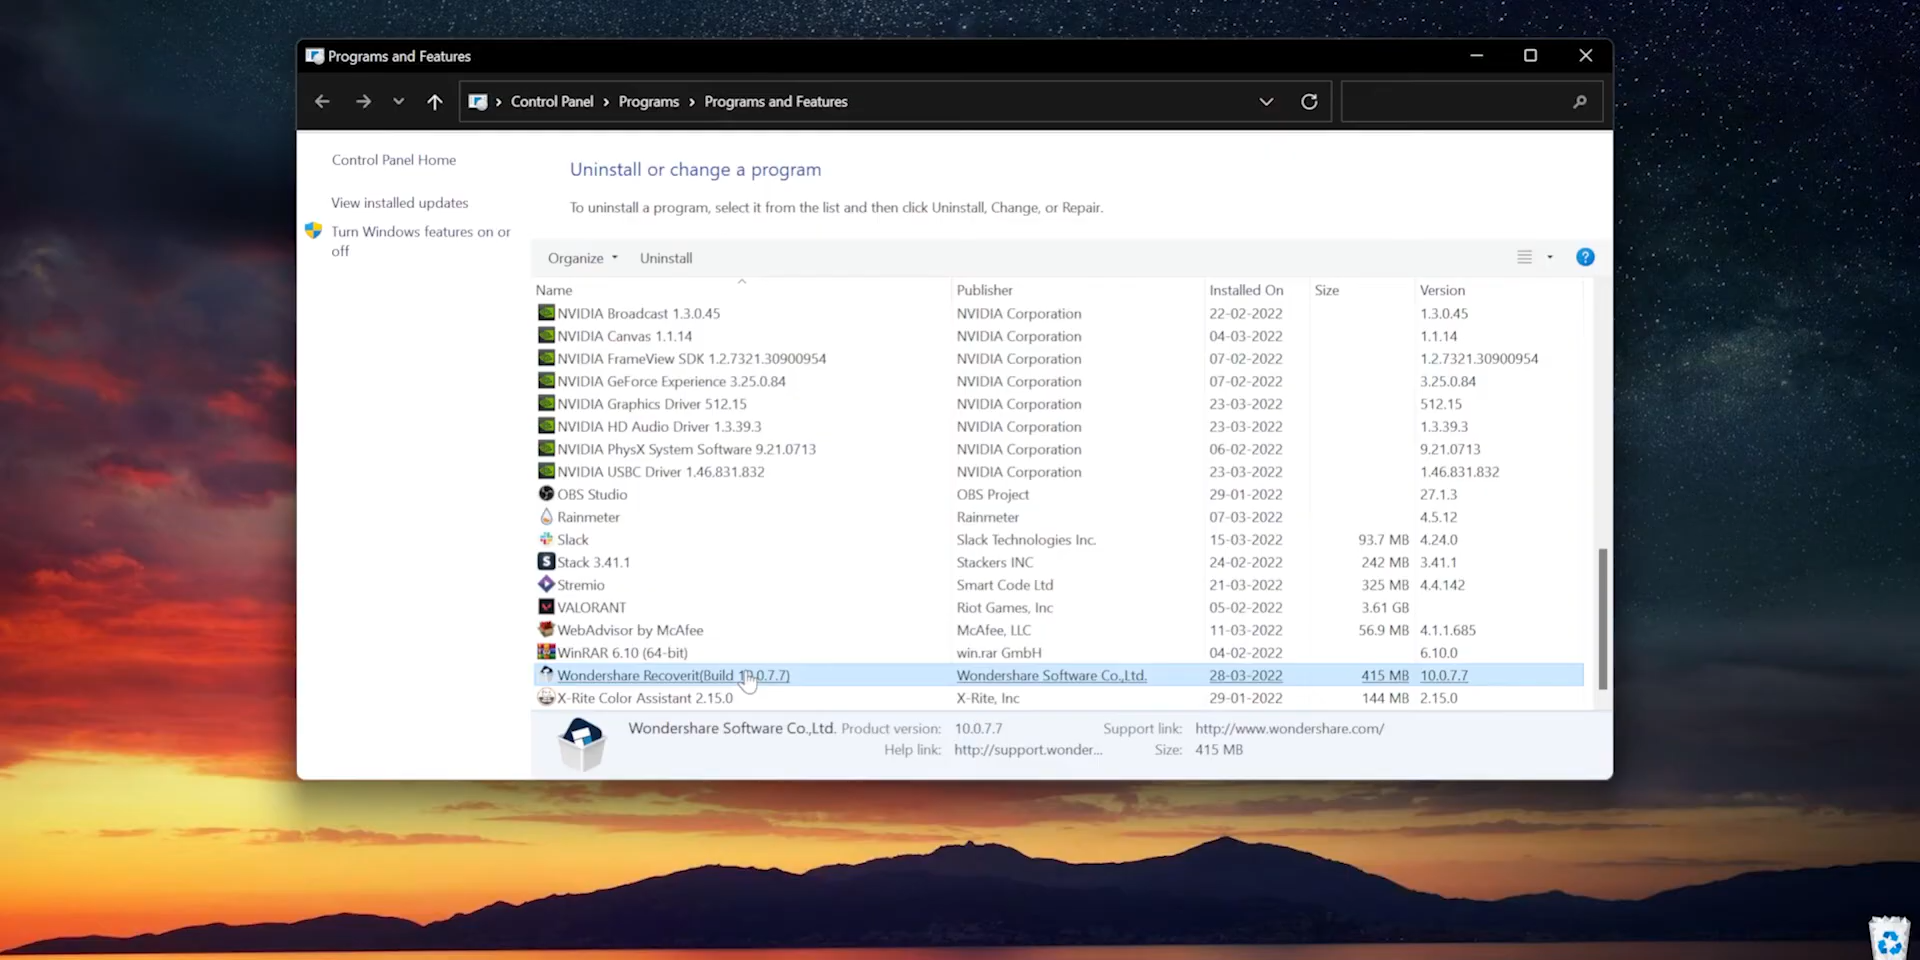 Programs and Features
Control Panel > Programs > Programs and Features
Control Panel Home
View installed updates
Turn Windows features on or
off
Uninstall or change a program
To uninstall a program, select it from the list and then click Uninstall, Change, or Repair.
Organize Uninstall
Name Publisher Installed On Size Version
NVIDIA Broadcast 1.3.0.45 NVIDIA Corporation 22-02-2022 1.3.0.45
NVIDIA Canvas 1.1.14 NVIDIA Corporation 04-03-2022 1.1.14
NVIDIA FrameView SDK 1.2.7321.30900954 NVIDIA Corporation 07-02-2022 1.2.7321.30900954
NVIDIA GeForce Experience 3.25.0.84 NVIDIA Corporation 07-02-2022 3.25.0.84
NVIDIA Graphics Driver 512.15 NVIDIA Corporation 23-03-2022 512.15
NVIDIA HD Audio Driver 1.3.39.3 NVIDIA Corporation 23-03-2022 1.3.39.3
NVIDIA PhysX System Software 9.21.0713 NVIDIA Corporation 06-02-2022 9.21.0713
NVIDIA USBC Driver 1.46.831.832 NVIDIA Corporation 23-03-2022 1.46.831.832
OBS Studio OBS Project 29-01-2022 27.1.3
Rainmeter Rainmeter 07-03-2022 4.5.12
Slack Slack Technologies Inc. 15-03-2022 93.7 MB 4.24.0
Stack 3.41.1 Stackers INC 24-02-2022 242 MB 3.41.1
Stremio Smart Code Ltd 21-03-2022 325 MB 4.4.142
VALORANT Riot Games, Inc 05-02-2022 3.61 GB
WebAdvisor by McAfee McAfee, LLC 11-03-2022 56.9 MB 4.1.1.685
WinRAR 6.10 (64-bit) win.rar GmbH 04-02-2022 6.10.0
Wondershare Recoverit(Build 10.0.7.7) Wondershare Software Co.,Ltd. 28-03-2022 415 MB 10.0.7.7
X-Rite Color Assistant 2.15.0 X-Rite, Inc 29-01-2022 144 MB 2.15.0
Wondershare Software Co.,Ltd. Product version: 10.0.7.7 Support link: http://www.wondershare.com/
Help link: http://support.wonder... Size: 415 MB